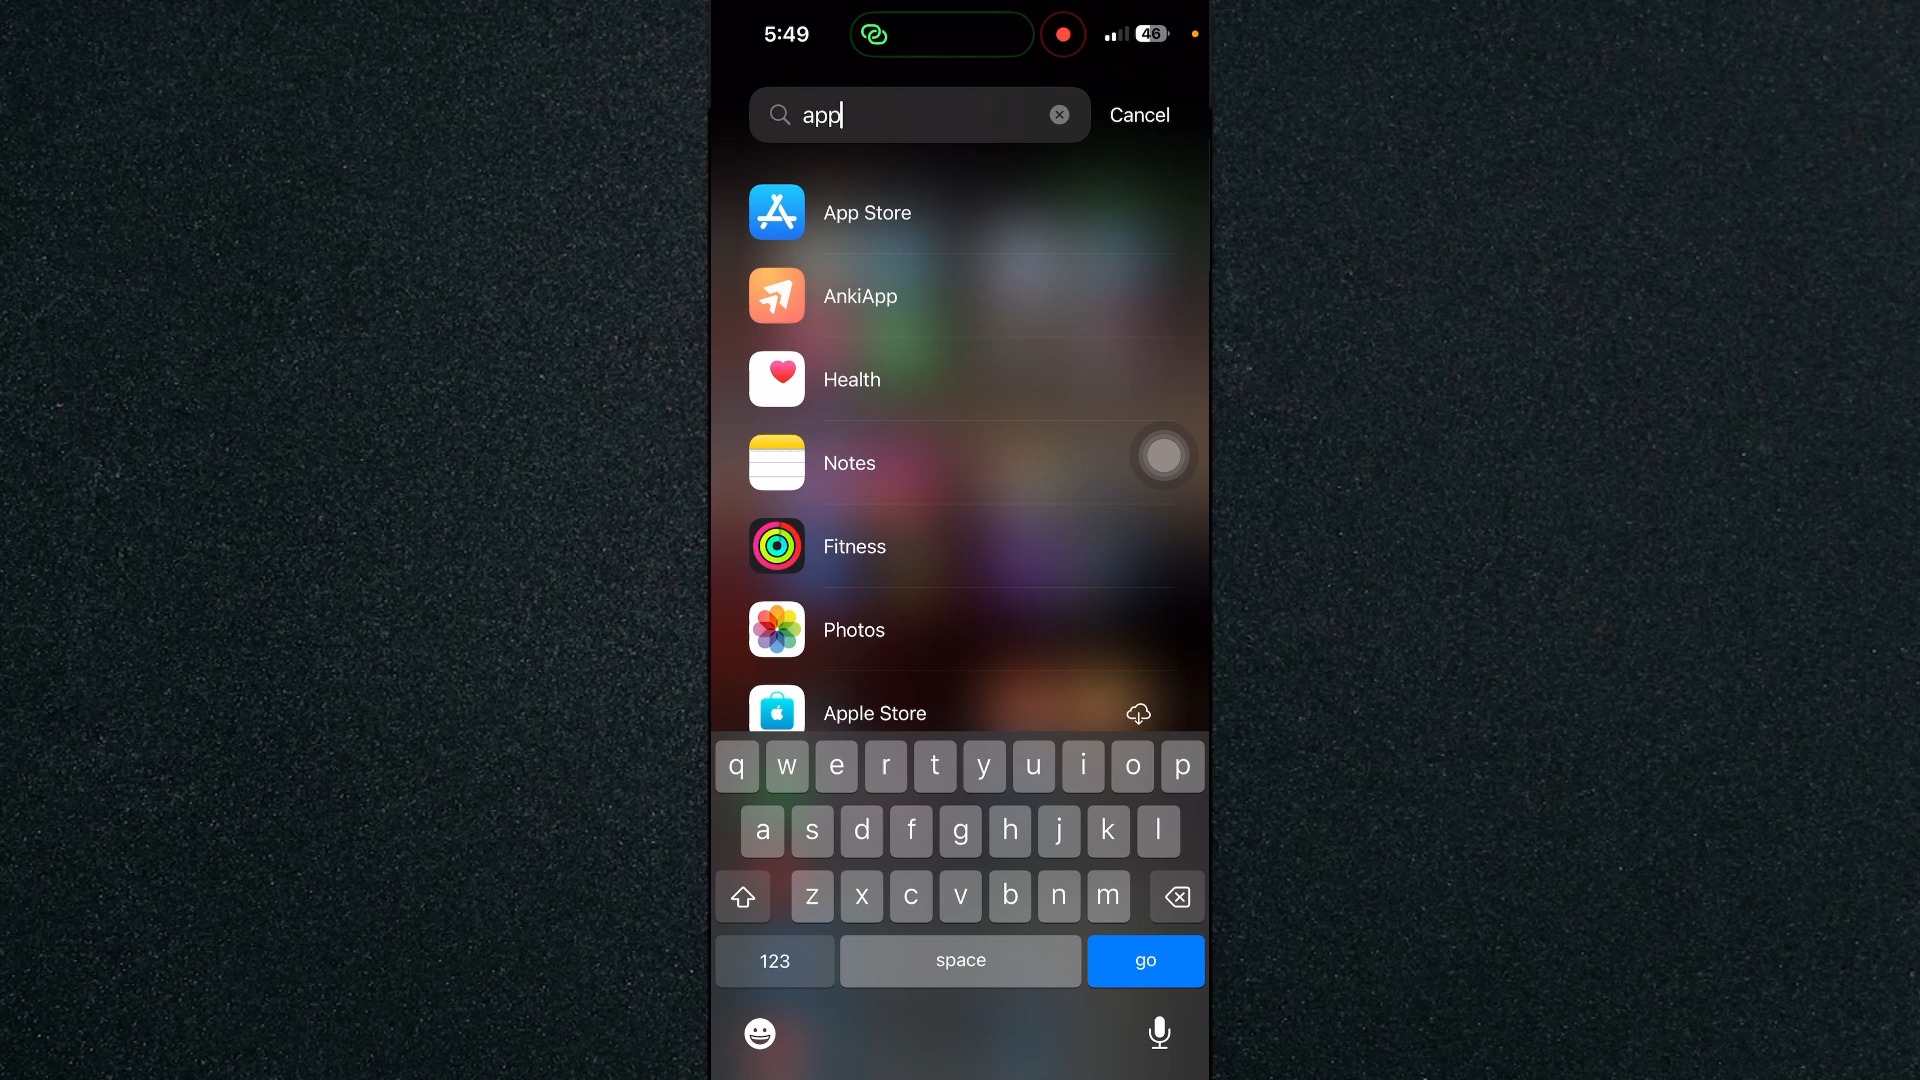 5:49
46
app
Cancel
App Store
AnkiApp
Health
Notes
Fitness
Photos
Apple Store
q w e r t y u i o p
a s d f g h j k l
z x c v b n m
123 space go